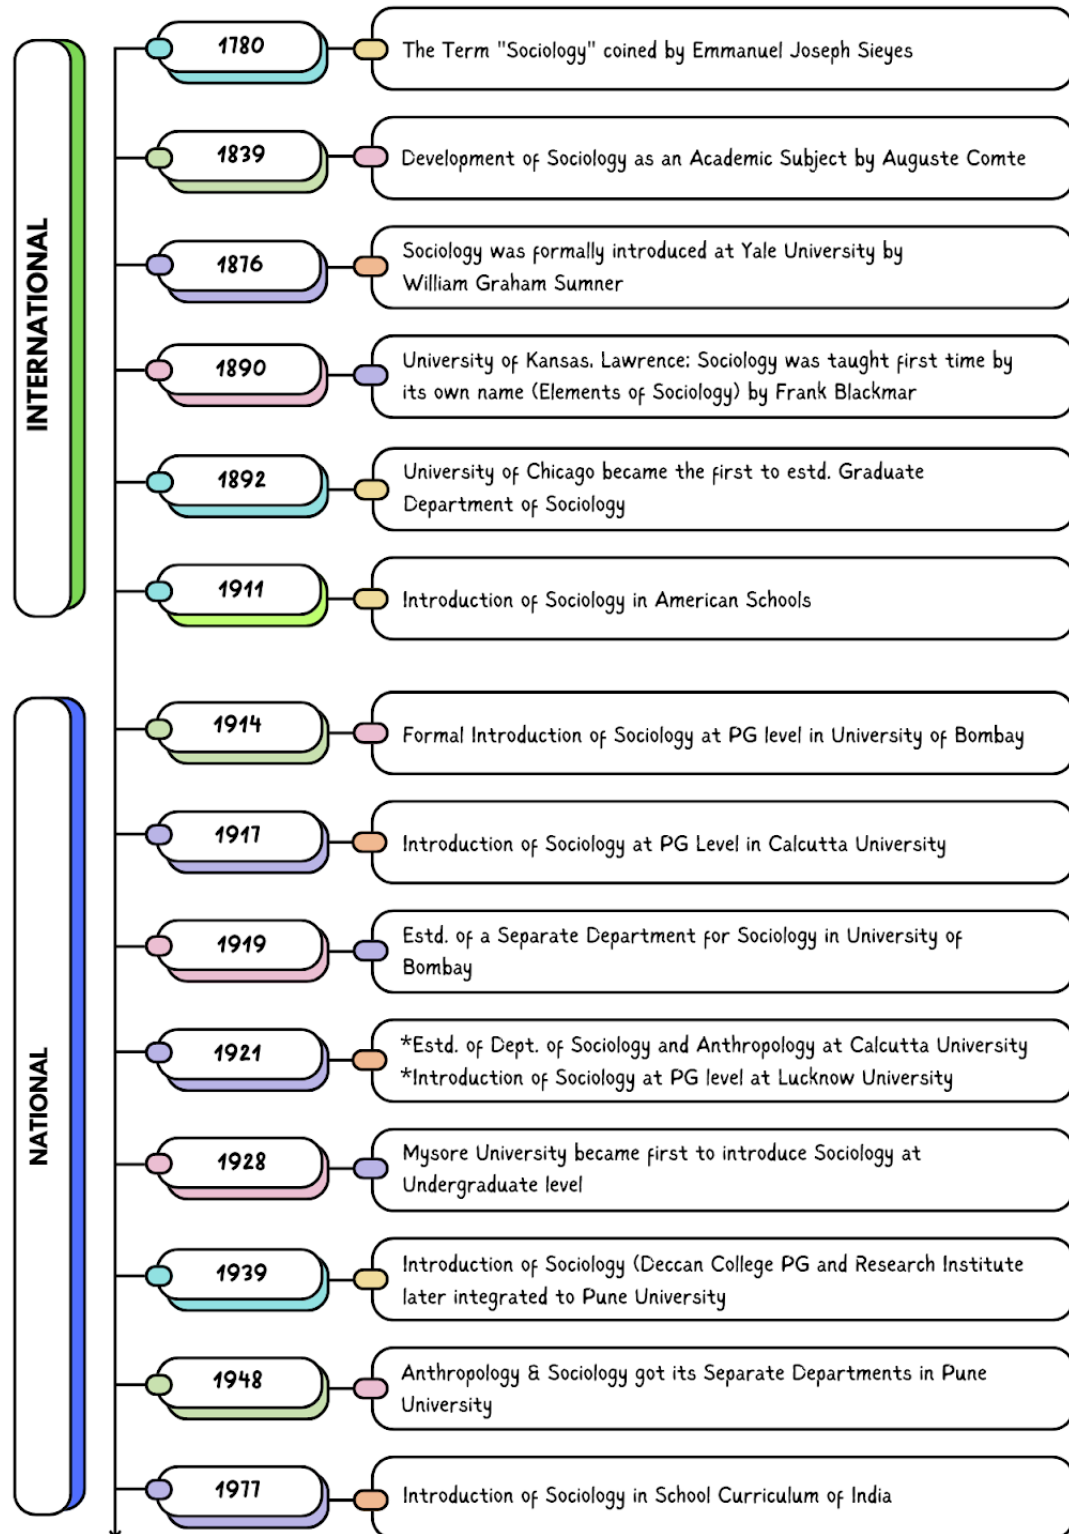 INTERNATIONAL
1780
The Term "Sociology" coined by Emmanuel Joseph Sieyes
1839
Development of Sociology as an Academic Subject by Auguste Comte
1876
Sociology was formally introduced at Yale University by
William Graham Sumner
1890
University of Kansas. Lawrence: Sociology was taught first time by
its own name (Elements of Sociology) by Frank Blackmar
1892
University of Chicago became the first to estd. Graduate
Department of Sociology
1911
Introduction of Sociology in American Schools
NATIONAL
1914
Formal Introduction of Sociology at PG level in University of Bombay
1917
Introduction of Sociology at PG Level in Calcutta University
1919
Estd. of a Separate Department for Sociology in University of
Bombay
1921
*Estd. of Dept. of Sociology and Anthropology at Calcutta University
*Introduction of Sociology at PG level at Lucknow University
1928
Mysore University became first to introduce Sociology at
Undergraduate level
1939
Introduction of Sociology (Deccan College PG and Research Institute
later integrated to Pune University
1948
Anthropology & Sociology got its Separate Departments in Pune
University
1977
Introduction of Sociology in School Curriculum of India